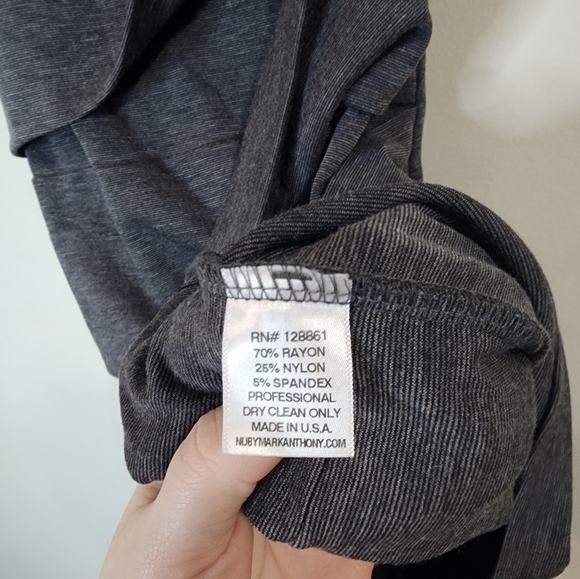 RN# 128861
70% RAYON
25% NYLON
5% SPANDEX
PROFESSIONAL
DRY CLEAN ONLY
MADE IN U.S.A.
NUBYMARKANTHONY.COM